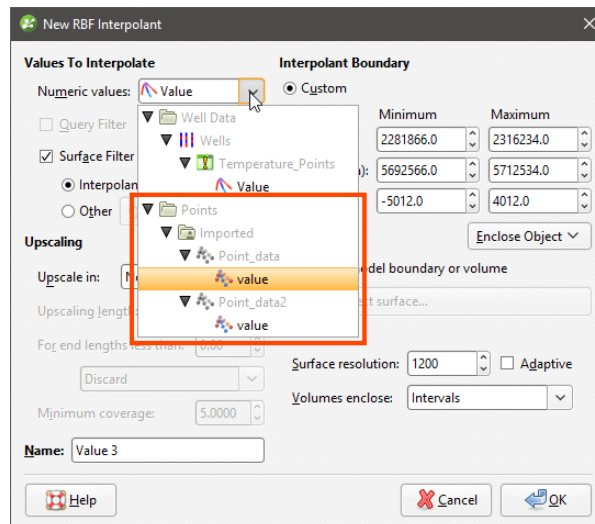 New RBF Interpolant
Values To Interpolate
Numeric values: Value
Query Filter
Surface Filter
Interpolan
Other
Well Data
Wells
Temperature_Points
Value
Points
Imported
Point_data
value
Point_data2
value
Upscaling
Upscale in:
Upscaling length:
For end lengths less than: 0.00
Discard
Minimum coverage: 5.0000
Name: Value 3
Interpolant Boundary
Custom
Minimum Maximum
2281866.0 2316234.0
): 5692566.0 5712534.0
-5012.0 4012.0
Enclose Object
del boundary or volume
t surface...
Surface resolution: 1200 Adaptive
Volumes enclose: Intervals
Help
Cancel
OK